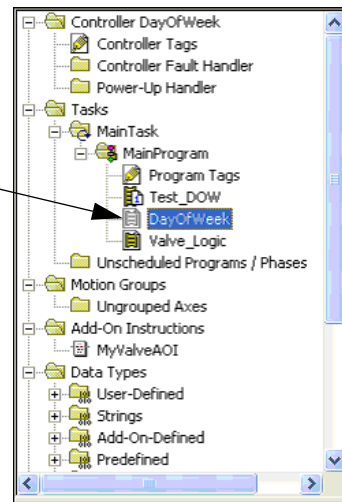 Controller DayOfWeek
Controller Tags
Controller Fault Handler
Power-Up Handler
Tasks
MainTask
MainProgram
Program Tags
Test_DOW
DayOfWeek
Valve_Logic
Unscheduled Programs / Phases
Motion Groups
Ungrouped Axes
Add-On Instructions
MyValveAOI
Data Types
User-Defined
Strings
Add-On-Defined
Predefined